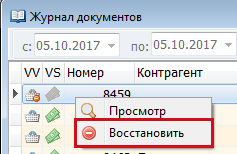 Журнал документов
с: 05.10.2017 по: 05.10.2017
VV VS Номер Контрагент
8459
Просмотр
Восстановить